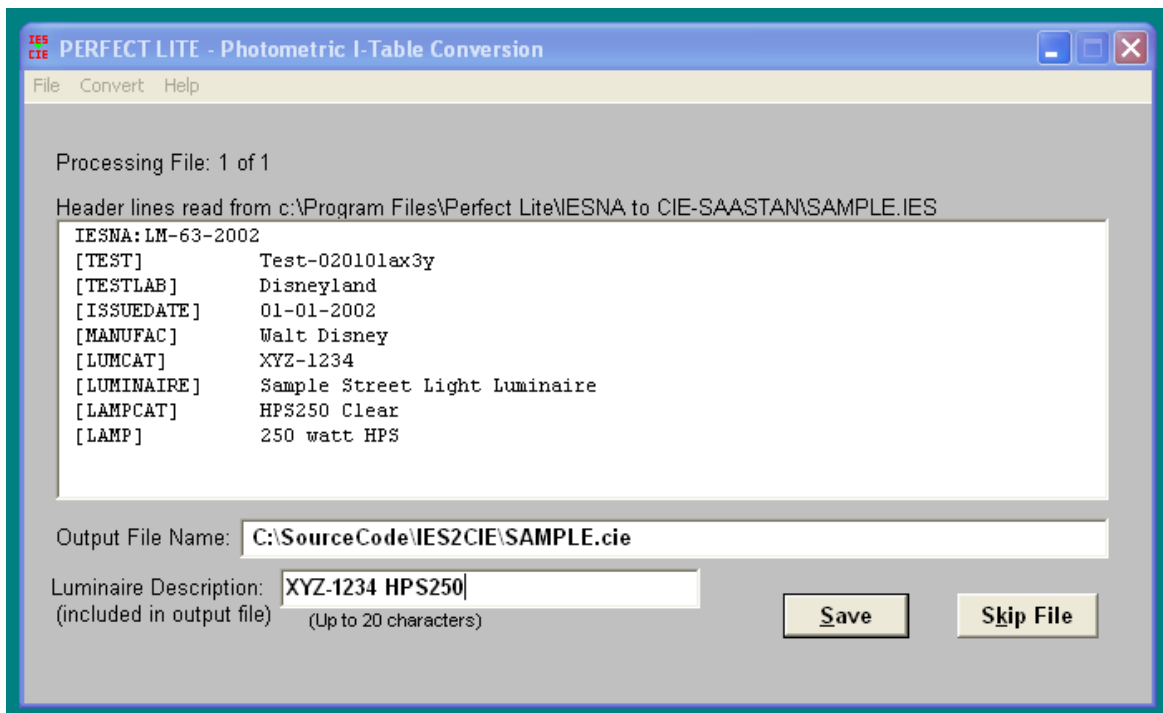 IES
CIE
PERFECT LITE - Photometric I-Table Conversion
File Convert Help
Processing File: 1 of 1
Header lines read from c:\Program Files\Perfect Lite\IESNA to CIE-SAASTAN\SAMPLE.IES
IESNA:LM-63-2002
[TEST] Test-020101ax3y
[TESTLAB] Disneyland
[ISSUEDATE] 01-01-2002
[MANUFAC] Walt Disney
[LUMCAT] XYZ-1234
[LUMINAIRE] Sample Street Light Luminaire
[LAMPCAT] HPS250 Clear
[LAMP] 250 watt HPS
Output File Name: C:\SourceCode\IES2CIE\SAMPLE.cie
Luminaire Description: XYZ-1234 HPS250
(included in output file) (Up to 20 characters)
Save Skip File